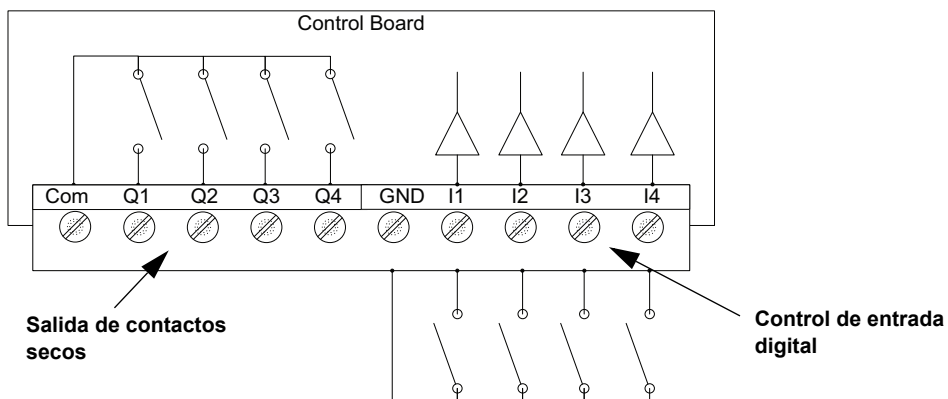 Control Board
Com Q1 Q2 Q3 Q4 GND I1 I2 I3 I4
Salida de contactos
secos
Control de entrada
digital